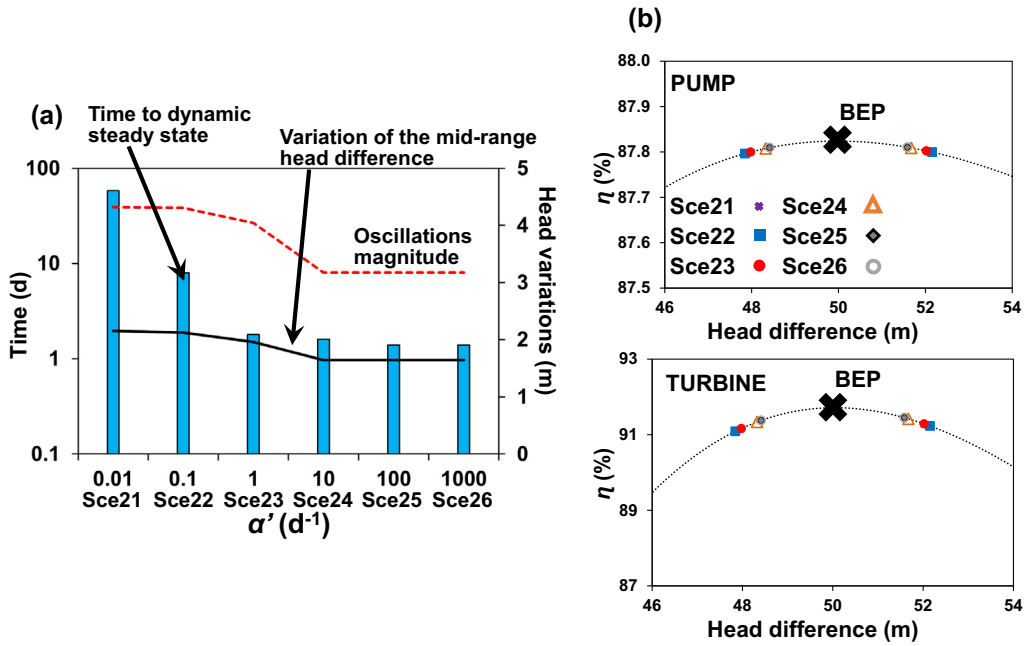 (a)
Time to dynamic
steady state
Variation of the mid-range
head difference
Oscillations
magnitude
Time (d)
100
10
1
0.1
Head variations (m)
5
4
3
2
1
0
0.01 0.1 1 10 100 1000
Sce21 Sce22 Sce23 Sce24 Sce25 Sce26
α’ (d-1)
(b)
PUMP
BEP
η (%)
88.0
87.9
87.8
87.7
87.6
87.5
Sce21 Sce24
Sce22 Sce25
Sce23 Sce26
46 48 50 52 54
Head difference (m)
TURBINE
BEP
η (%)
93
91
89
87
46 48 50 52 54
Head difference (m)